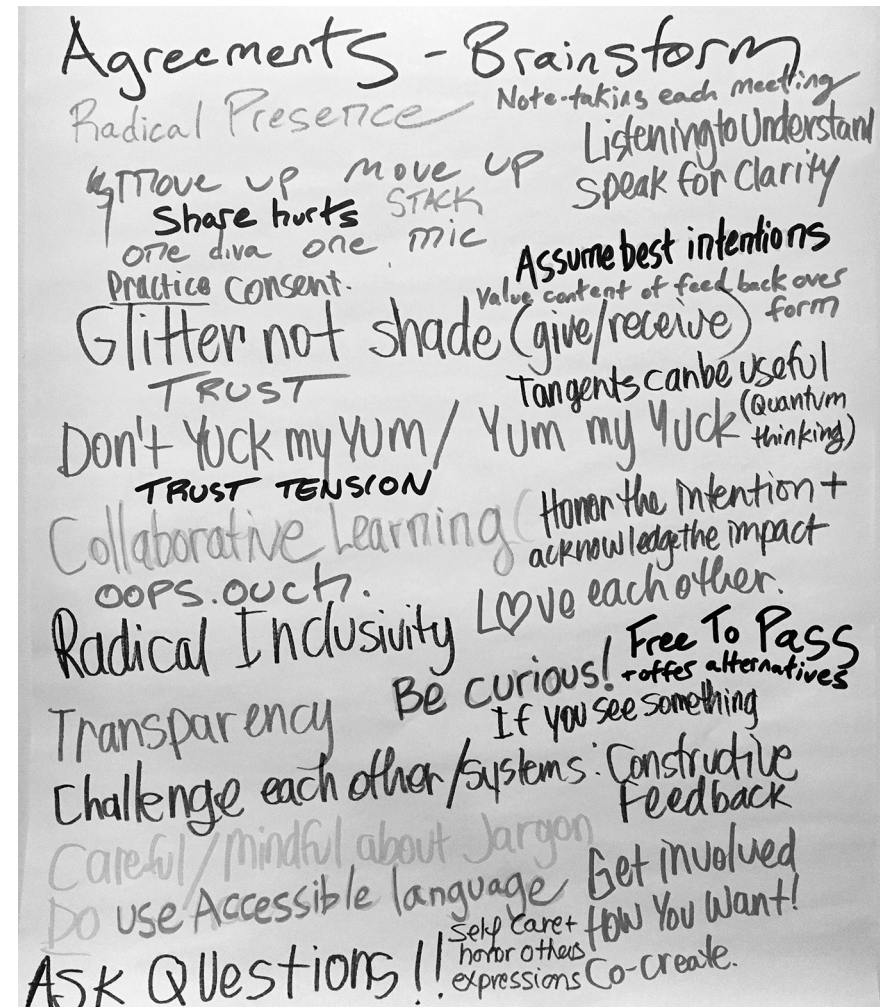 Agreements - Brainstorm
Note-taking each meeting
Radical Presence
Listening to Understand
Speak for Clarity
Move up move up
STACK
Share hurts
one diva one mic
Assume best intentions
Practice Consent.
Value content of feedback over
form
Glitter not shade (give/receive)
TRUST
Tangents can be useful
(Quantum
thinking)
Don't Yuck my Yum / Yum my Yuck
TRUST TENSION
Honor the intention +
acknowledge the impact
Collaborative Learning
OOPS. OUCH.
Love each other.
Radical Inclusivity
Free To Pass
+ offer alternatives
Be curious!
If you see something
Transparency
Challenge each other/systems: Constructive
Feedback
Careful/mindful about Jargon
Get involved
How You Want!
Do use Accessible language
Self Care +
honor others
expressions
Co-create.
ASK QUESTIONS!!